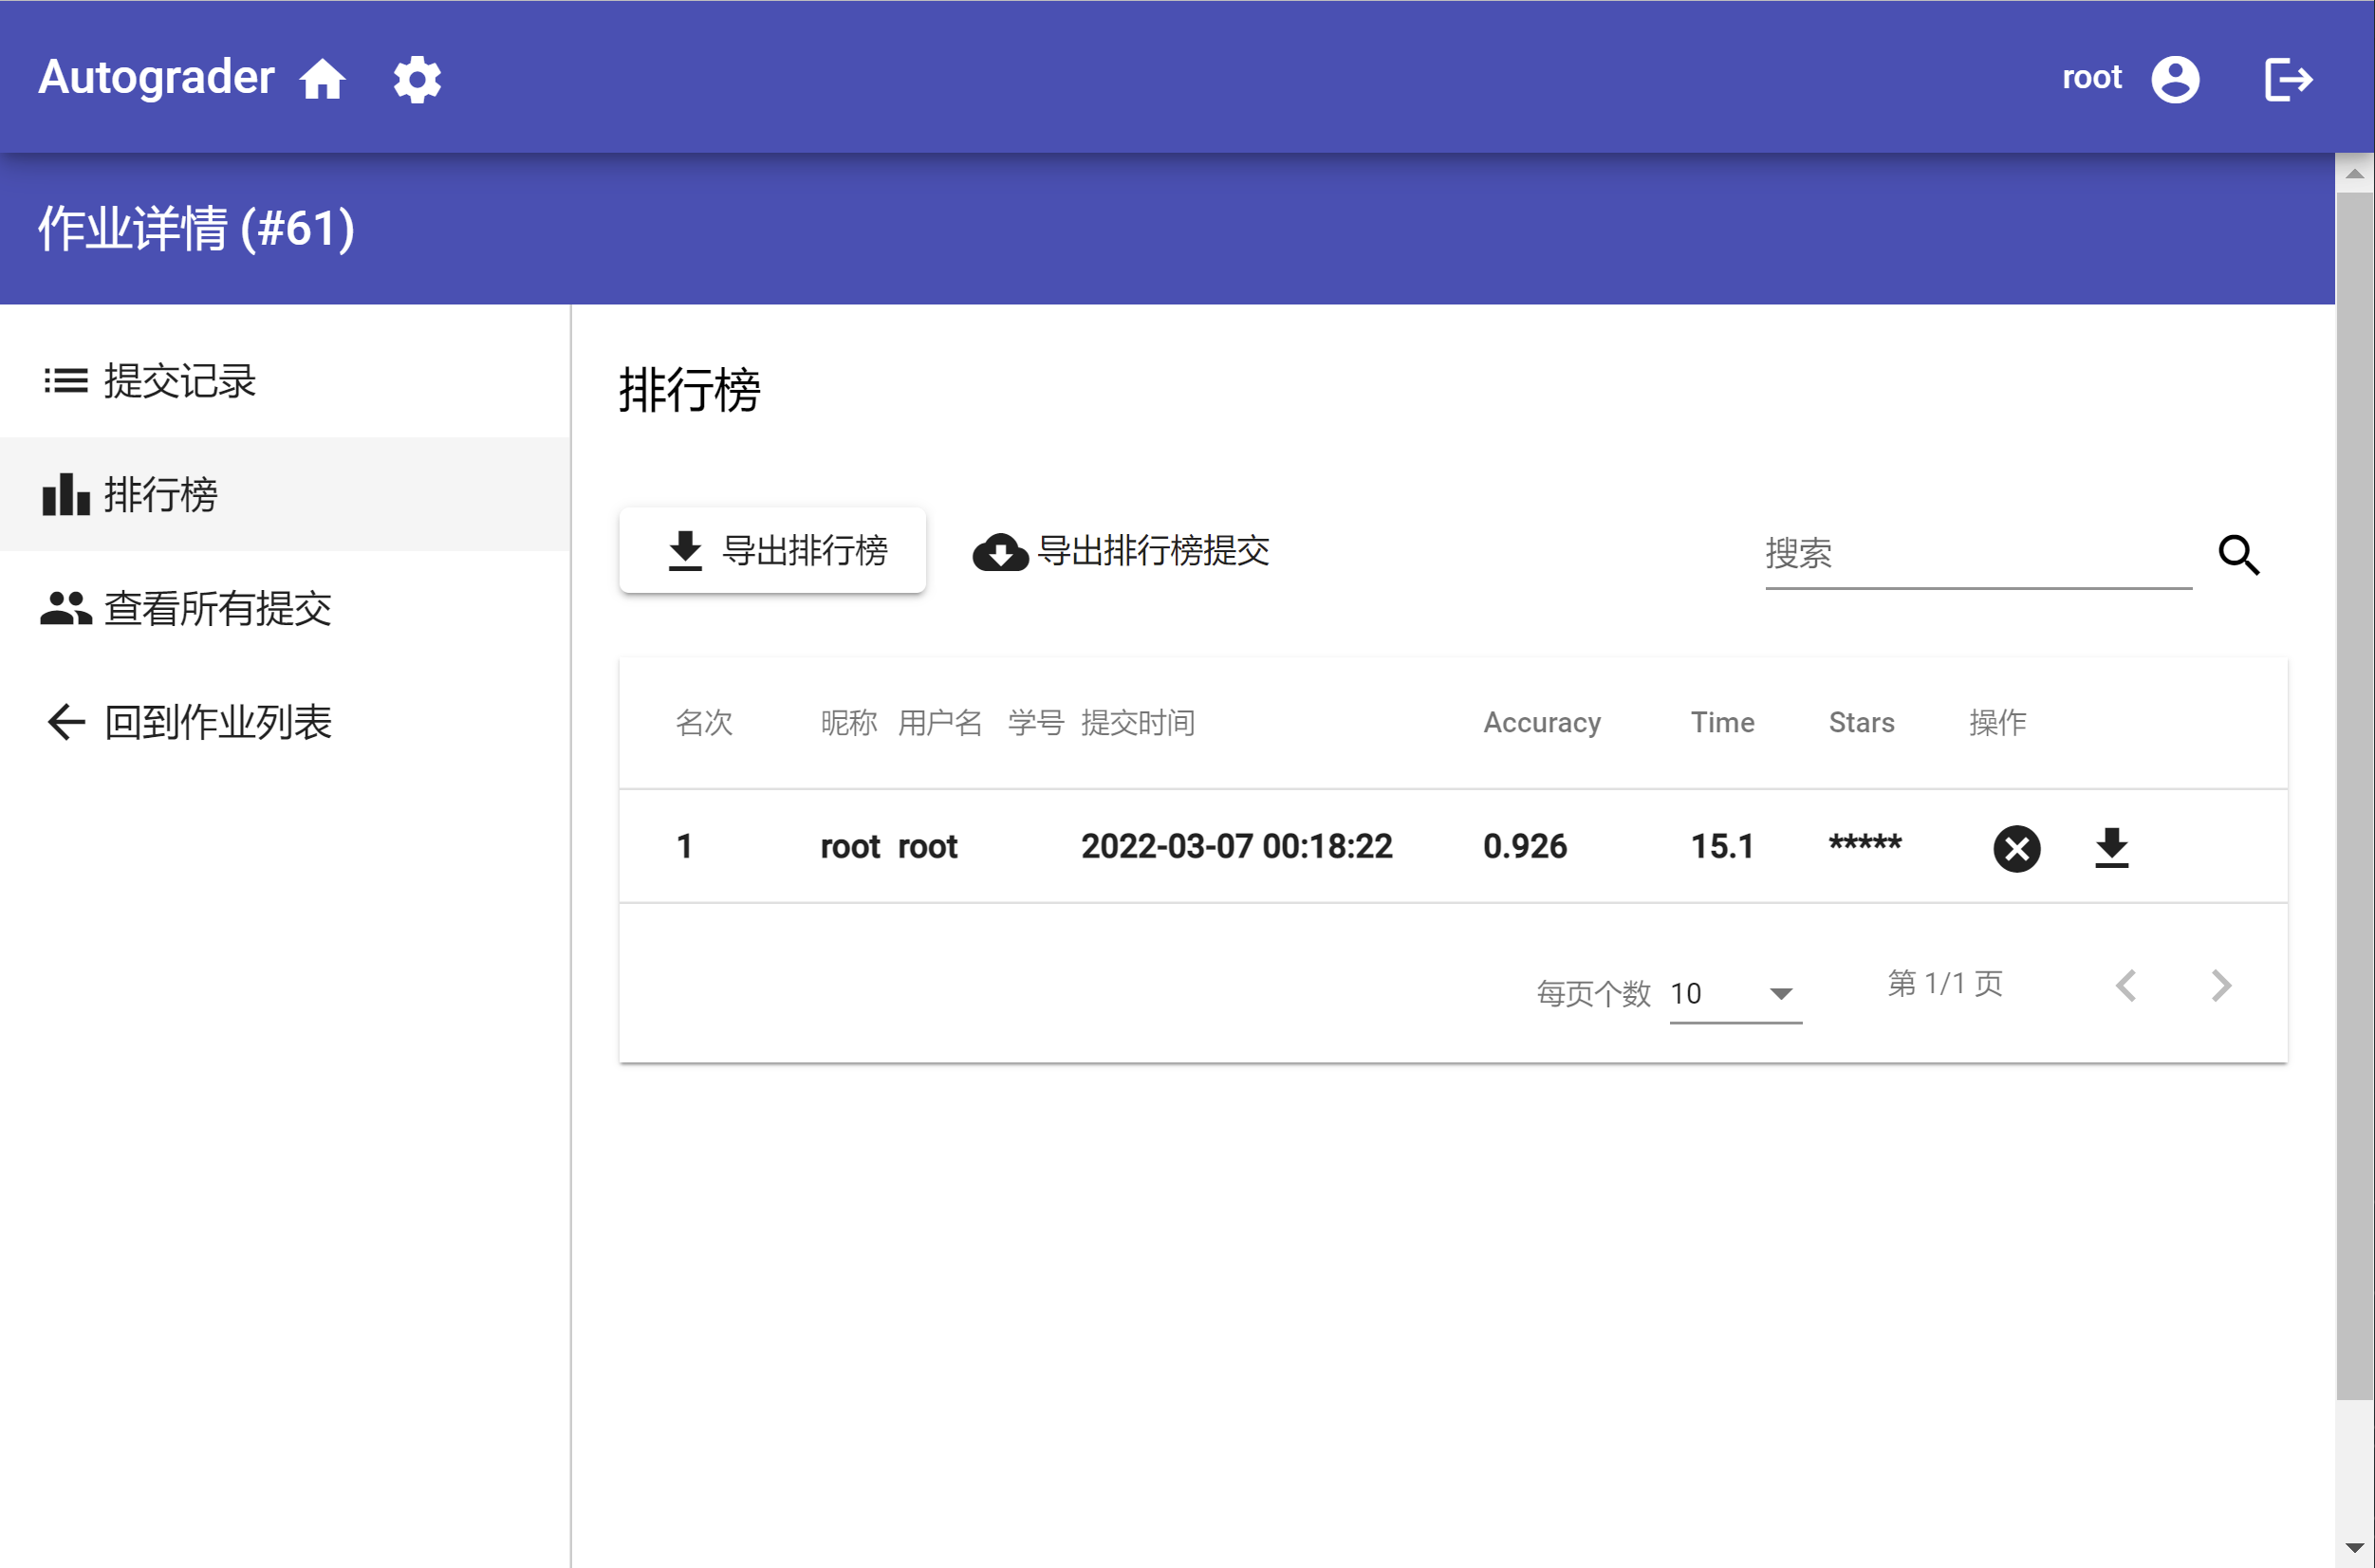 Autograder
root
作业详情 (#61)
提交记录
排行榜
查看所有提交
回到作业列表
排行榜
导出排行榜 导出排行榜提交 搜索
名次 昵称 用户名 学号 提交时间 Accuracy Time Stars 操作
1 root root 2022-03-07 00:18:22 0.926 15.1 *****
每页个数 10 第 1/1 页